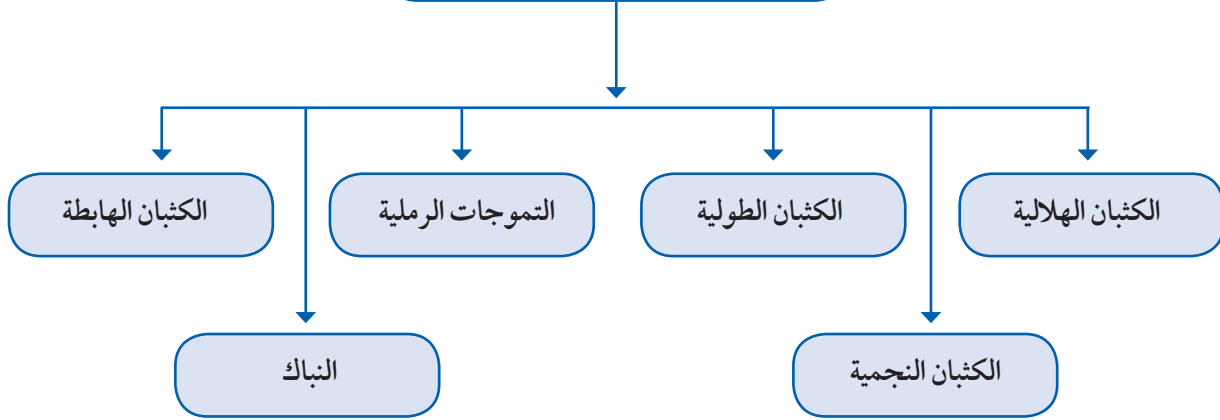 الكثبان الهلالية
الكثبان الطولية
التموجات الرملية
الكثبان الهابطة
الكثبان النجمية
النباك